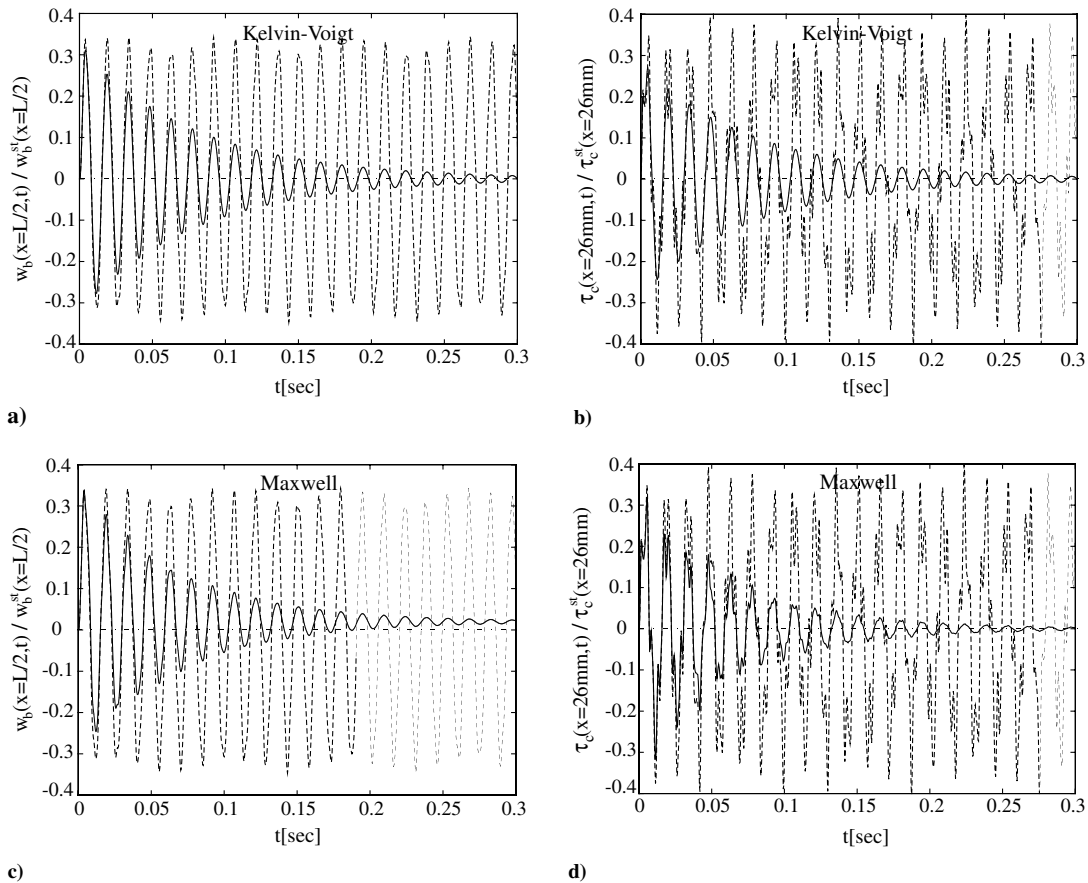 Kelvin-Voigt
0.4
0.3
0.2
0.1
0
-0.1
-0.2
-0.3
-0.4
w_b(x=L/2,t) / w_b^st(x=L/2)
0 0.05 0.1 0.15 0.2 0.25 0.3
t[sec]
a)
Kelvin-Voigt
0.4
0.3
0.2
0.1
0
-0.1
-0.2
-0.3
-0.4
τ_c(x=26mm,t) / τ_c^st(x=26mm)
0 0.05 0.1 0.15 0.2 0.25 0.3
t[sec]
b)
Maxwell
0.4
0.3
0.2
0.1
0
-0.1
-0.2
-0.3
-0.4
w_b(x=L/2,t) / w_b^st(x=L/2)
0 0.05 0.1 0.15 0.2 0.25 0.3
t[sec]
c)
Maxwell
0.4
0.3
0.2
0.1
0
-0.1
-0.2
-0.3
-0.4
τ_c(x=26mm,t) / τ_c^st(x=26mm)
0 0.05 0.1 0.15 0.2 0.25 0.3
t[sec]
d)